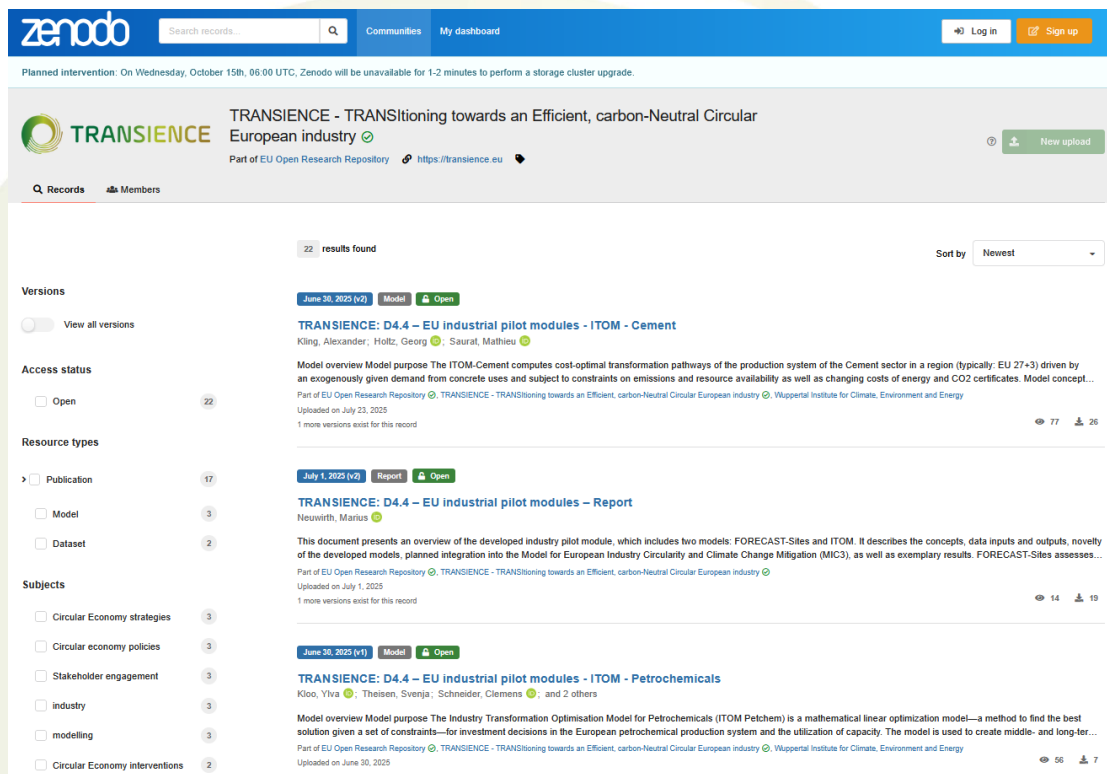 zenodo
Search records...
Communities
My dashboard
Log in
Sign up
Planned intervention: On Wednesday, October 15th, 06:00 UTC, Zenodo will be unavailable for 1-2 minutes to perform a storage cluster upgrade.
TRANSIENCE
TRANSIENCE - TRANSItioning towards an Efficient, carbon-Neutral Circular
European industry
Part of EU Open Research Repository https://transience.eu
New upload
Records
Members
22 results found
Sort by Newest
Versions
View all versions
Access status
Open 22
Resource types
Publication 17
Model 3
Dataset 2
Subjects
Circular Economy strategies 3
Circular economy policies 3
Stakeholder engagement 3
industry 3
modelling 3
Circular Economy interventions 2
June 30, 2025 (v2) Model Open
TRANSIENCE: D4.4 – EU industrial pilot modules - ITOM - Cement
Kling, Alexander; Holtz, Georg iD; Saurat, Mathieu iD
Model overview Model purpose The ITOM-Cement computes cost-optimal transformation pathways of the production system of the Cement sector in a region (typically: EU 27+3) driven by
an exogenously given demand from concrete uses and subject to constraints on emissions and resource availability as well as changing costs of energy and CO2 certificates. Model concept...
Part of EU Open Research Repository, TRANSIENCE - TRANSItioning towards an Efficient, carbon-Neutral Circular European industry, Wuppertal Institute for Climate, Environment and Energy
Uploaded on July 23, 2025
1 more versions exist for this record
77 26
July 1, 2025 (v2) Report Open
TRANSIENCE: D4.4 – EU industrial pilot modules – Report
Neuwirth, Marius iD
This document presents an overview of the developed industry pilot module, which includes two models: FORECAST-Sites and ITOM. It describes the concepts, data inputs and outputs, novelty
of the developed models, planned integration into the Model for European Industry Circularity and Climate Change Mitigation (MIC3), as well as exemplary results. FORECAST-Sites assesses...
Part of EU Open Research Repository, TRANSIENCE - TRANSItioning towards an Efficient, carbon-Neutral Circular European industry
Uploaded on July 1, 2025
1 more versions exist for this record
14 19
June 30, 2025 (v1) Model Open
TRANSIENCE: D4.4 – EU industrial pilot modules - ITOM - Petrochemicals
Kloo, Ylva iD; Theisen, Svenja; Schneider, Clemens iD; and 2 others
Model overview Model purpose The Industry Transformation Optimisation Model for Petrochemicals (ITOM Petchem) is a mathematical linear optimization model—a method to find the best
solution given a set of constraints—for investment decisions in the European petrochemical production system and the utilization of capacity. The model is used to create middle- and long-ter...
Part of EU Open Research Repository, TRANSIENCE - TRANSItioning towards an Efficient, carbon-Neutral Circular European industry, Wuppertal Institute for Climate, Environment and Energy
Uploaded on June 30, 2025
56 7